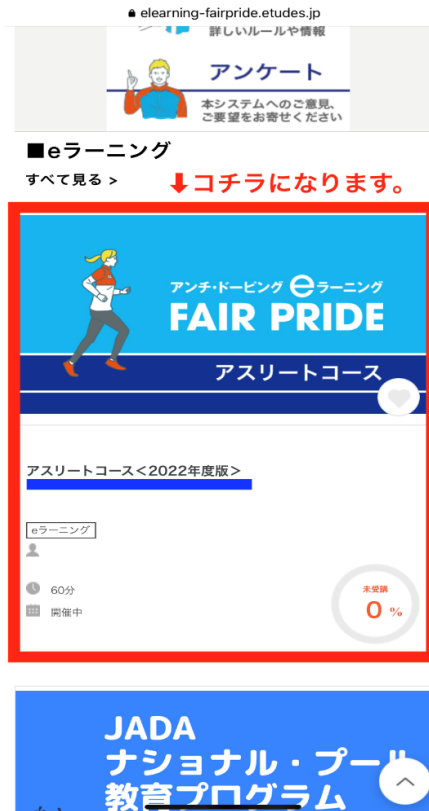 elearning-fairpride.etudes.jp
詳しいルールや情報
アンケート
本システムへのご意見、
ご要望をお寄せください
■eラーニング
すべて見る >
⬇コチラになります。
アンチ・ドーピング eラーニング
FAIR PRIDE
アスリートコース
アスリートコース<2022年度版>
eラーニング
60分
開催中
未受講
0 %
JADA
ナショナル・プール
教育プログラム